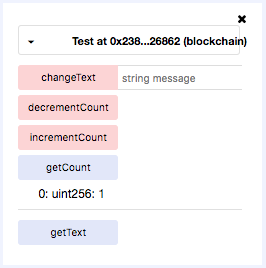 ✖
Test at 0x238...26862 (blockchain)
changeText string message
decrementCount
incrementCount
getCount
0: uint256: 1
getText